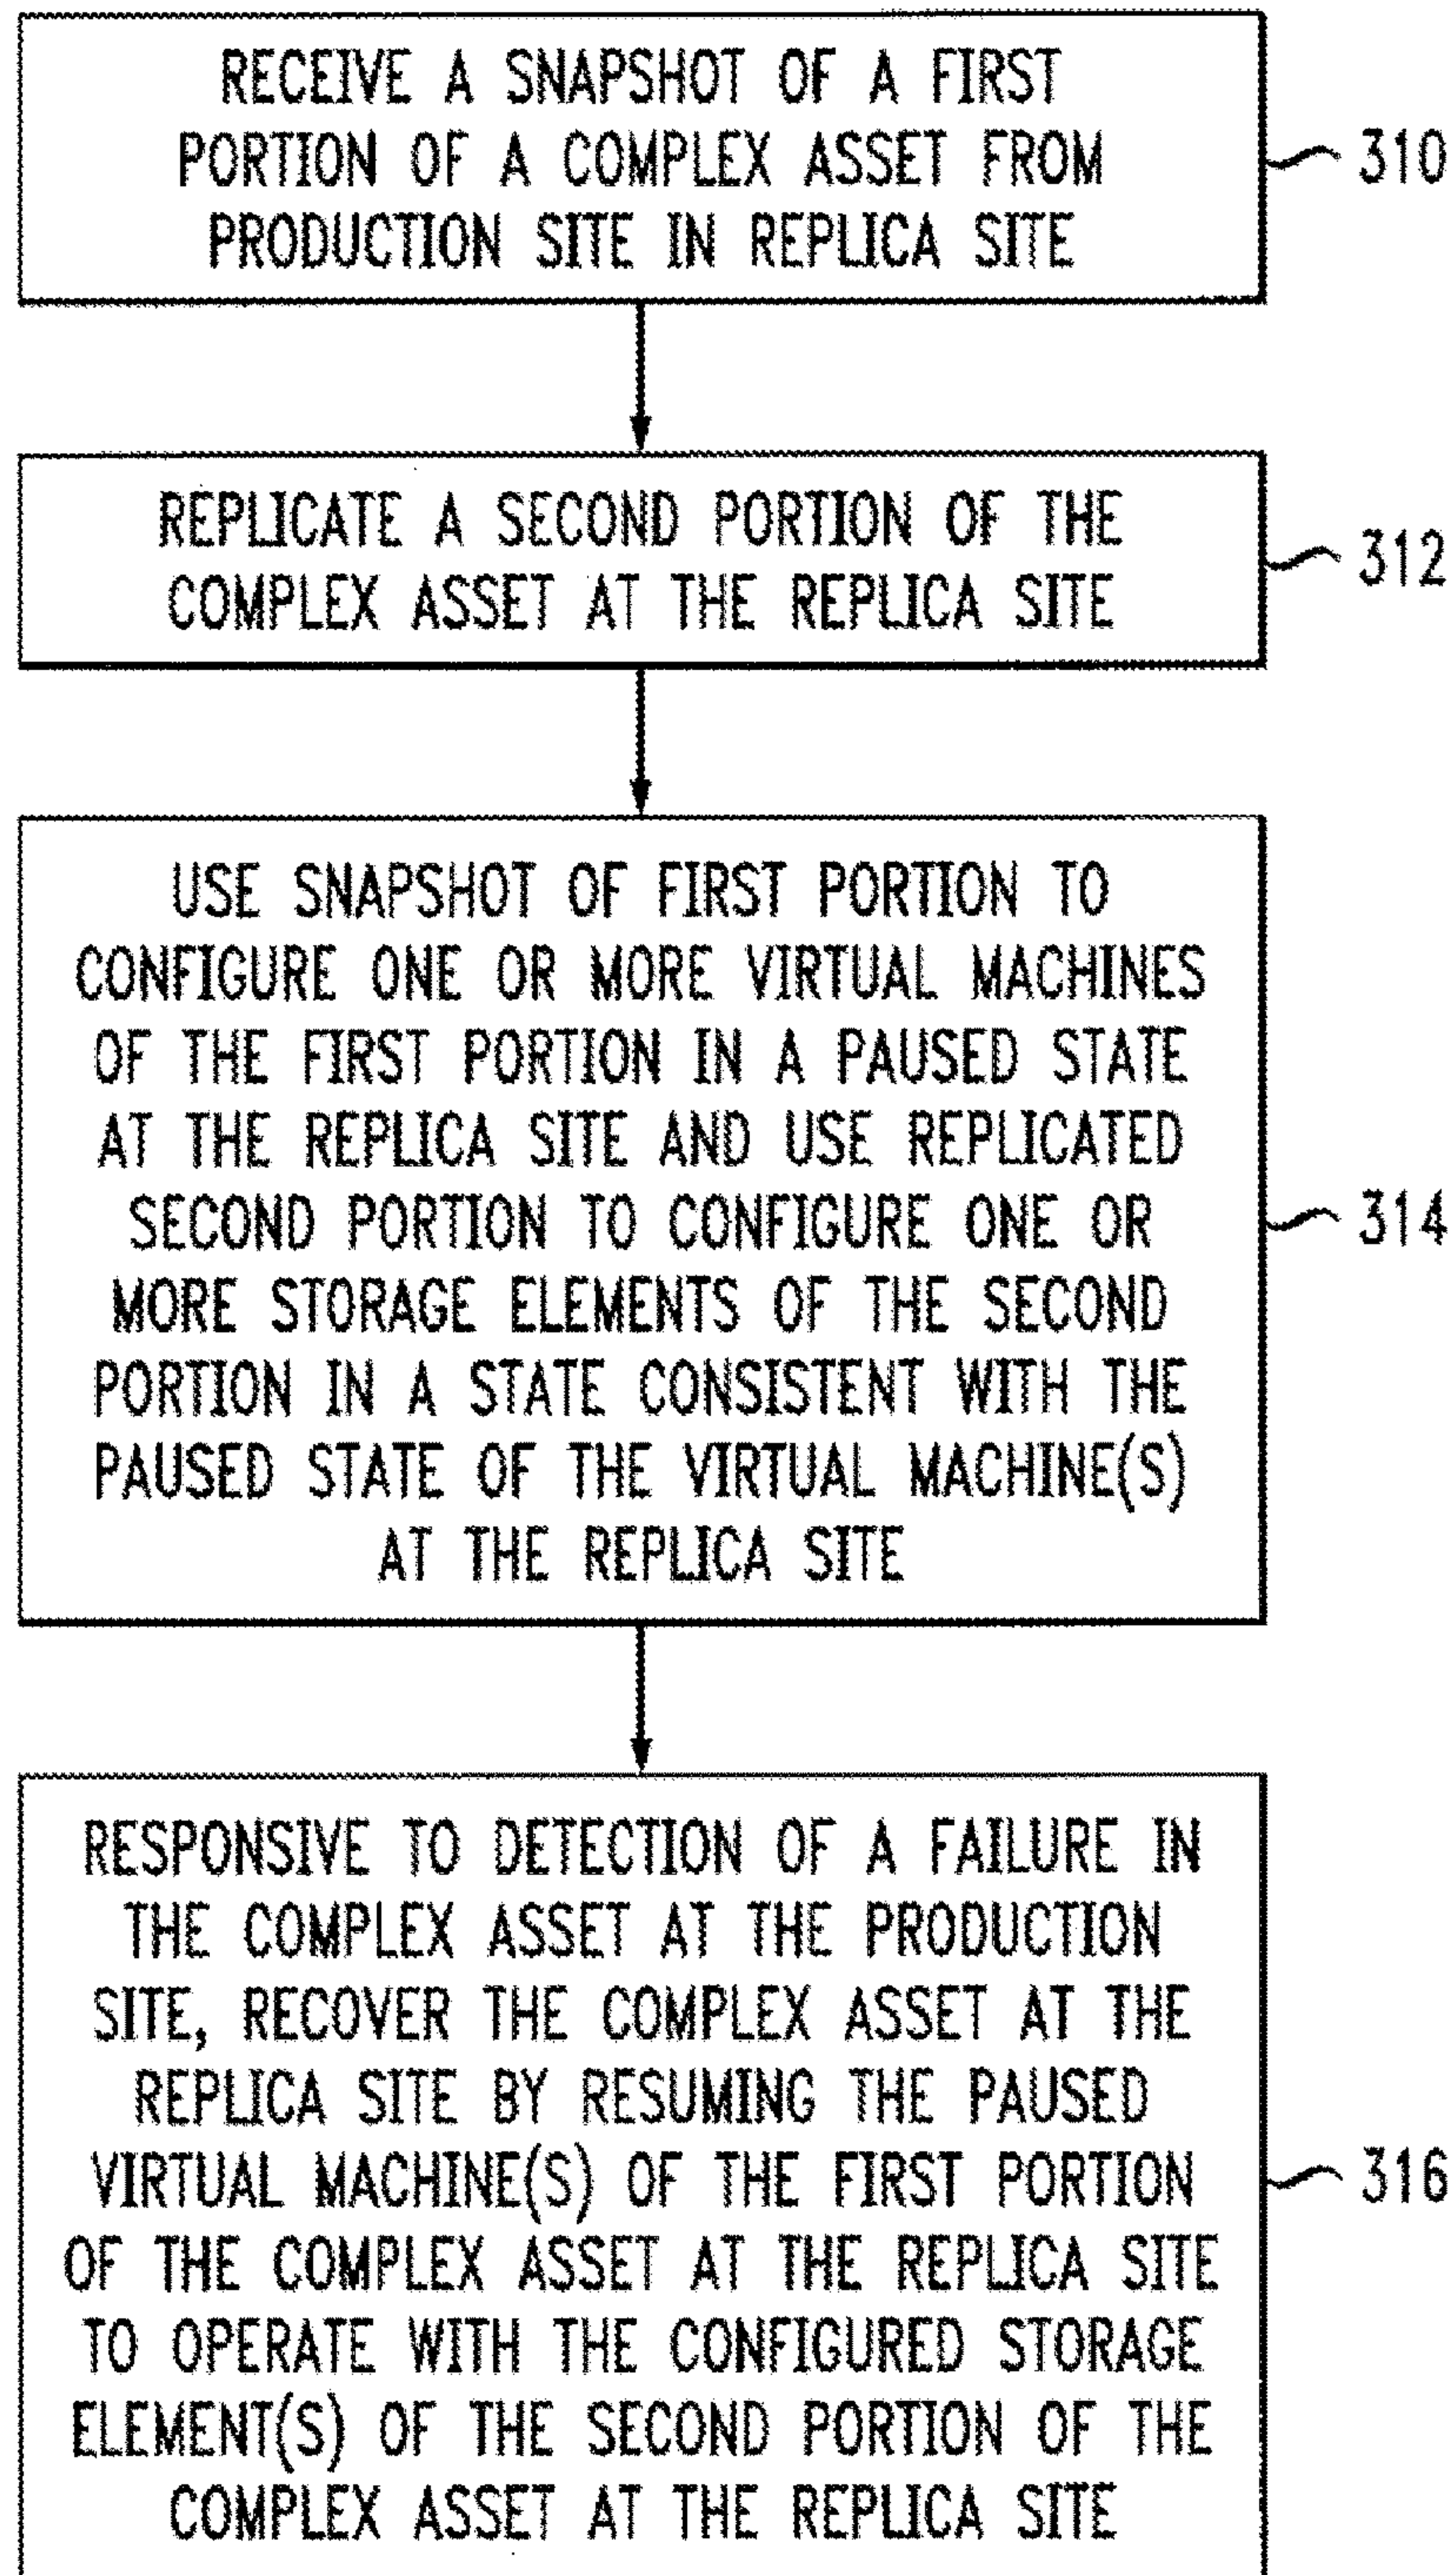 RECEIVE A SNAPSHOT OF A FIRST
PORTION OF A COMPLEX ASSET FROM
PRODUCTION SITE IN REPLICA SITE
310
REPLICATE A SECOND PORTION OF THE
COMPLEX ASSET AT THE REPLICA SITE
312
USE SNAPSHOT OF FIRST PORTION TO
CONFIGURE ONE OR MORE VIRTUAL MACHINES
OF THE FIRST PORTION IN A PAUSED STATE
AT THE REPLICA SITE AND USE REPLICATED
SECOND PORTION TO CONFIGURE ONE OR
MORE STORAGE ELEMENTS OF THE SECOND
PORTION IN A STATE CONSISTENT WITH THE
PAUSED STATE OF THE VIRTUAL MACHINE(S)
AT THE REPLICA SITE
314
RESPONSIVE TO DETECTION OF A FAILURE IN
THE COMPLEX ASSET AT THE PRODUCTION
SITE, RECOVER THE COMPLEX ASSET AT THE
REPLICA SITE BY RESUMING THE PAUSED
VIRTUAL MACHINE(S) OF THE FIRST PORTION
OF THE COMPLEX ASSET AT THE REPLICA SITE
TO OPERATE WITH THE CONFIGURED STORAGE
ELEMENT(S) OF THE SECOND PORTION OF THE
COMPLEX ASSET AT THE REPLICA SITE
316